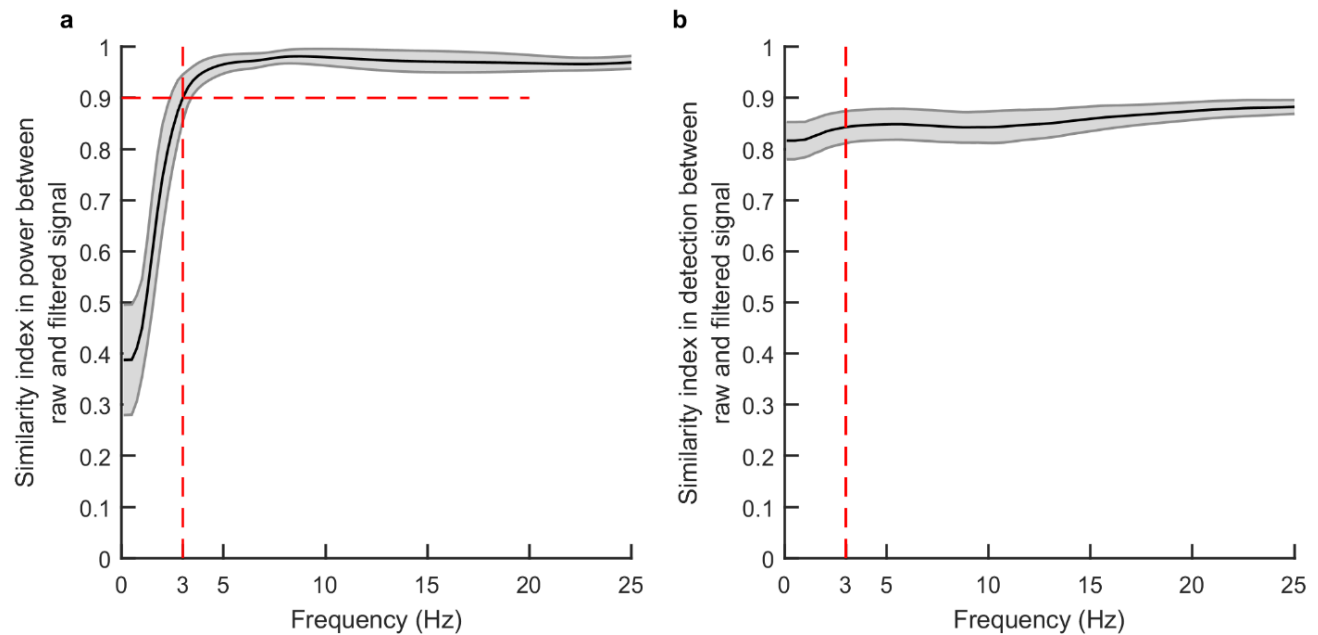 a
Similarity index in power between
raw and filtered signal
1
0.9
0.8
0.7
0.6
0.5
0.4
0.3
0.2
0.1
0
0 3 5 10 15 20 25
Frequency (Hz)
b
Similarity index in detection between
raw and filtered signal
1
0.9
0.8
0.7
0.6
0.5
0.4
0.3
0.2
0.1
0
0 3 5 10 15 20 25
Frequency (Hz)